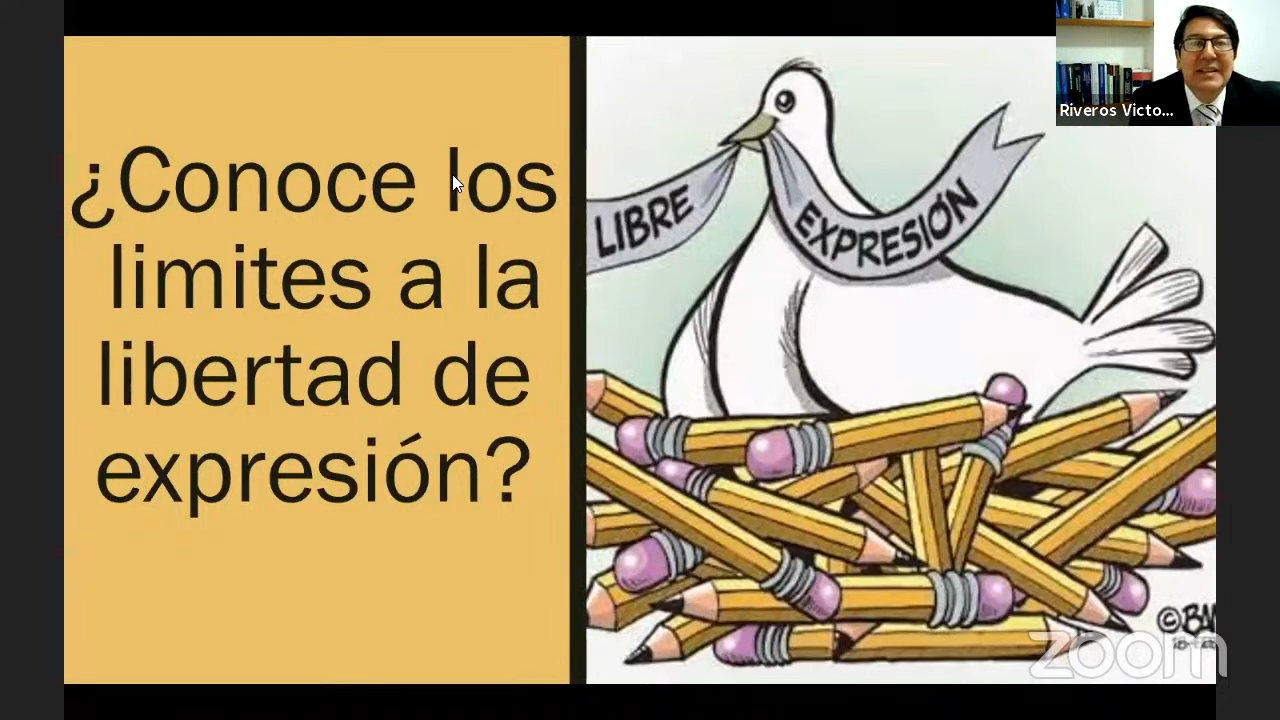 ¿Conoce los
limites a la
libertad de
expresión?
LIBRE
EXPRESIÓN
Riveros Victo...
zoom